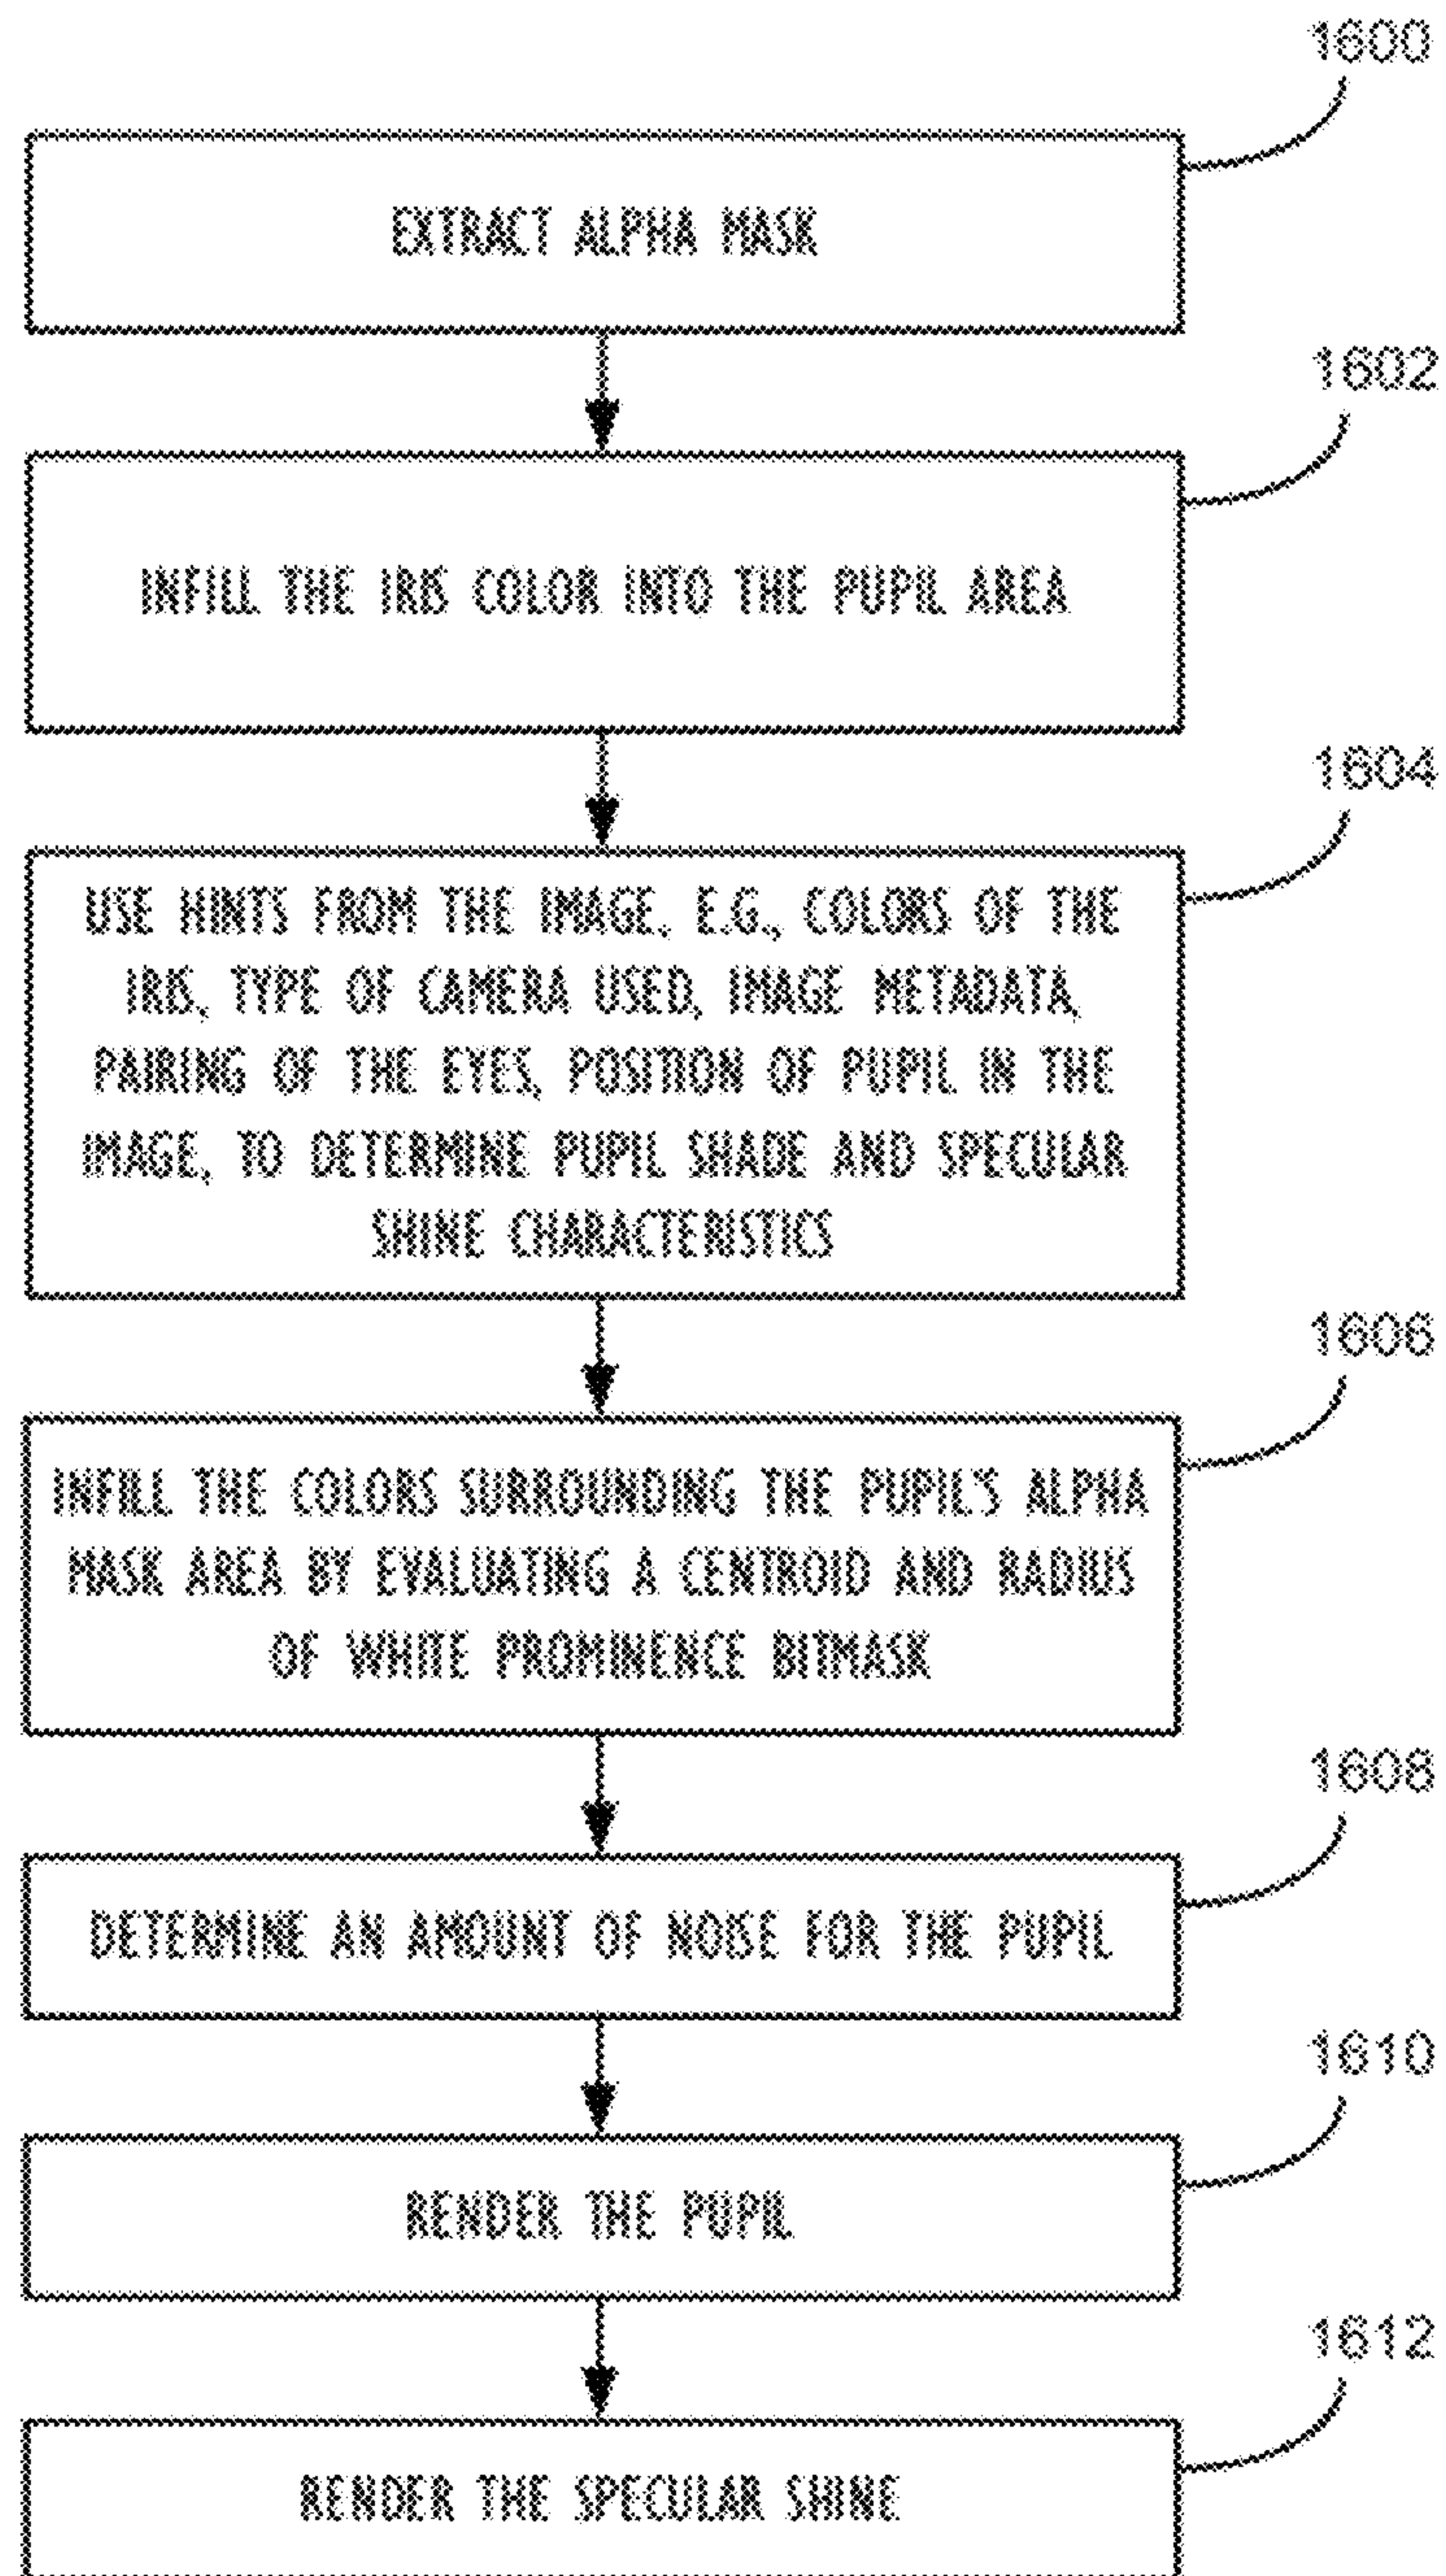 1600
EXTRACT ALPHA MASK
1602
INFILL THE IRIS COLOR INTO THE PUPIL AREA
1604
USE HINTS FROM THE IMAGE, E.G., COLORS OF THE
IRIS, TYPE OF CAMERA USED, IMAGE METADATA,
PAIRING OF THE EYES, POSITION OF PUPIL IN THE
IMAGE, TO DETERMINE PUPIL SHADE AND SPECULAR
SHINE CHARACTERISTICS
1606
INFILL THE COLORS SURROUNDING THE PUPIL'S ALPHA
MASK AREA BY EVALUATING A CENTROID AND RADIUS
OF WHITE PROMINENCE BITMASK
1608
DETERMINE AN AMOUNT OF NOISE FOR THE PUPIL
1610
RENDER THE PUPIL
1612
RENDER THE SPECULAR SHINE